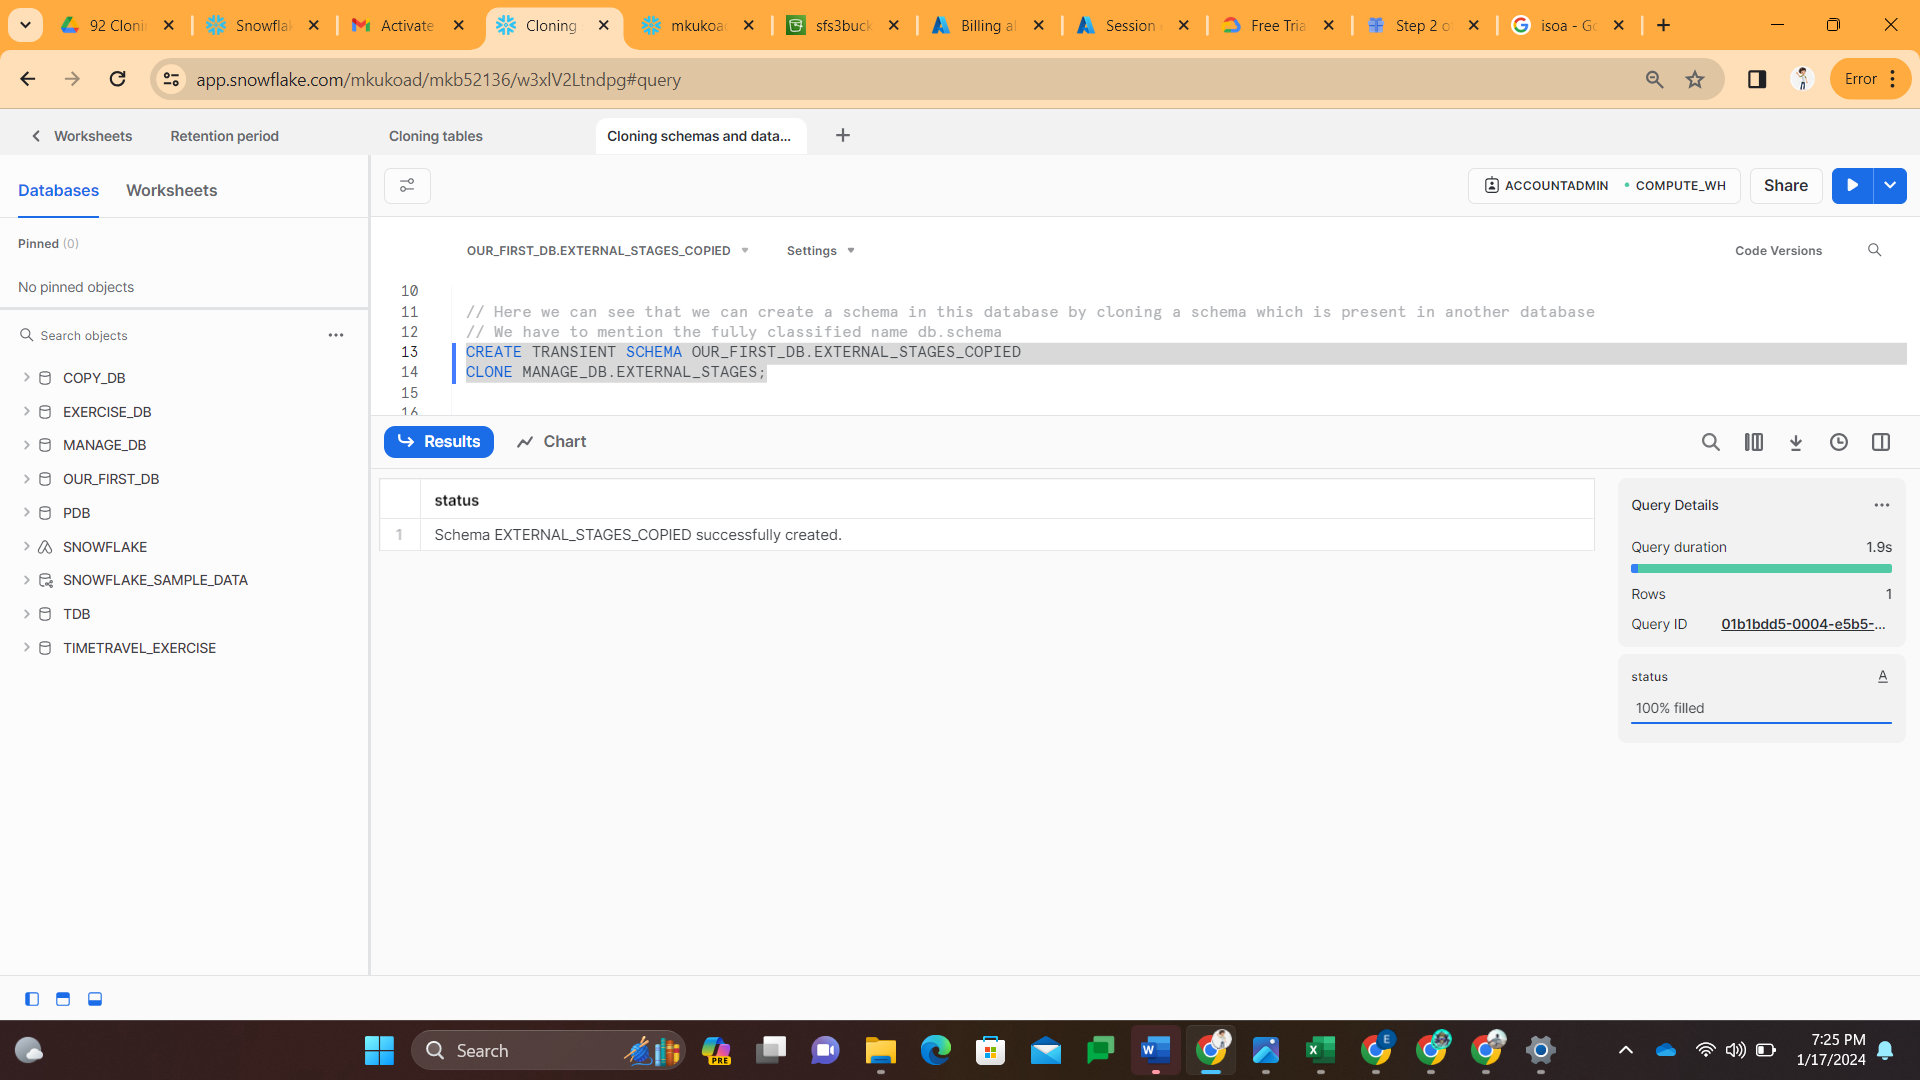 92 Cloni
Snowflak
Activate
Cloning
mkukoac
sfs3buck
Billing al
Session
Free Tria
Step 2 o
isoa - Go
app.snowflake.com/mkukoad/mkb52136/w3xlV2Ltndpg#query
Error
Worksheets
Retention period
Cloning tables
Cloning schemas and data...
Databases
Worksheets
ACCOUNTADMIN
COMPUTE_WH
Share
Pinned (0)
No pinned objects
Search objects
COPY_DB
EXERCISE_DB
MANAGE_DB
OUR_FIRST_DB
PDB
SNOWFLAKE
SNOWFLAKE_SAMPLE_DATA
TDB
TIMETRAVEL_EXERCISE
OUR_FIRST_DB.EXTERNAL_STAGES_COPIED
Settings
Code Versions
10
11 // Here we can see that we can create a schema in this database by cloning a schema which is present in another database
12 // We have to mention the fully classified name db.schema
13 CREATE TRANSIENT SCHEMA OUR_FIRST_DB.EXTERNAL_STAGES_COPIED
14 CLONE MANAGE_DB.EXTERNAL_STAGES;
15
16
Results
Chart
status
1 Schema EXTERNAL_STAGES_COPIED successfully created.
Query Details
Query duration 1.9s
Rows 1
Query ID 01b1bdd5-0004-e5b5-...
status A
100% filled
Search
PRE
E
7:25 PM
1/17/2024